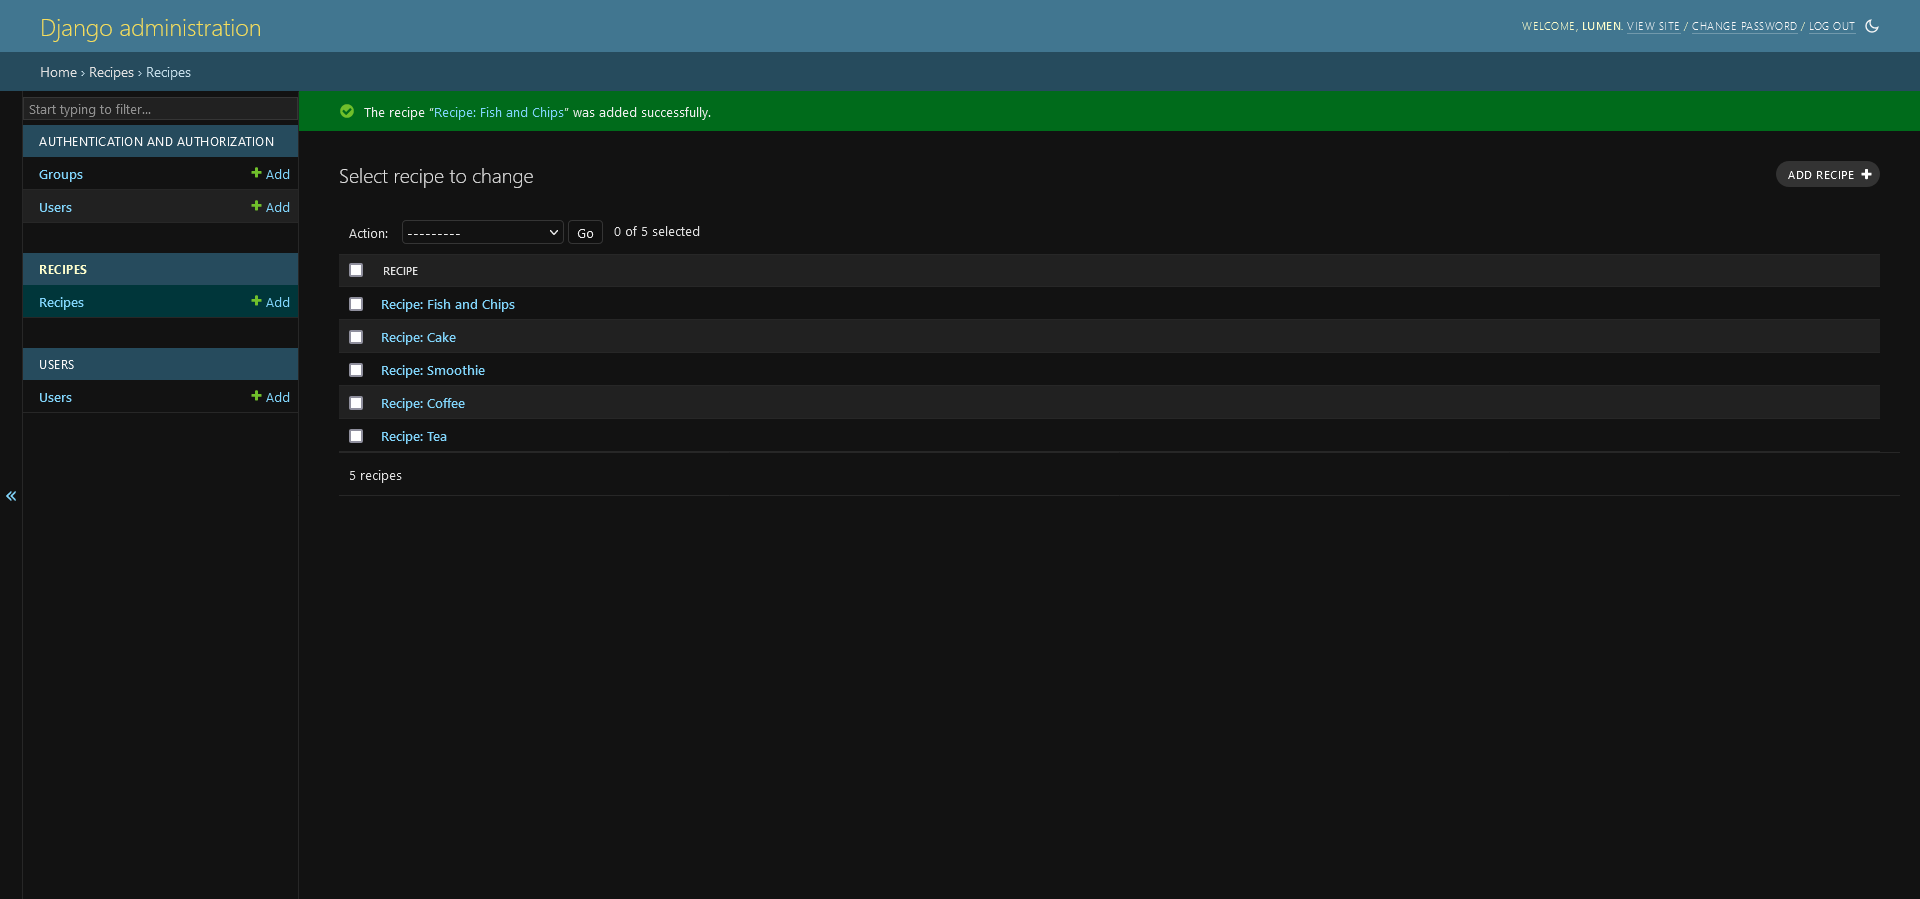 Django administration
WELCOME, LUMEN. VIEW SITE / CHANGE PASSWORD / LOG OUT
Home › Recipes › Recipes
Start typing to filter...
AUTHENTICATION AND AUTHORIZATION
Groups + Add
Users + Add
RECIPES
Recipes + Add
USERS
Users + Add
«
The recipe “Recipe: Fish and Chips” was added successfully.
Select recipe to change
ADD RECIPE +
Action: --------- Go 0 of 5 selected
RECIPE
Recipe: Fish and Chips
Recipe: Cake
Recipe: Smoothie
Recipe: Coffee
Recipe: Tea
5 recipes